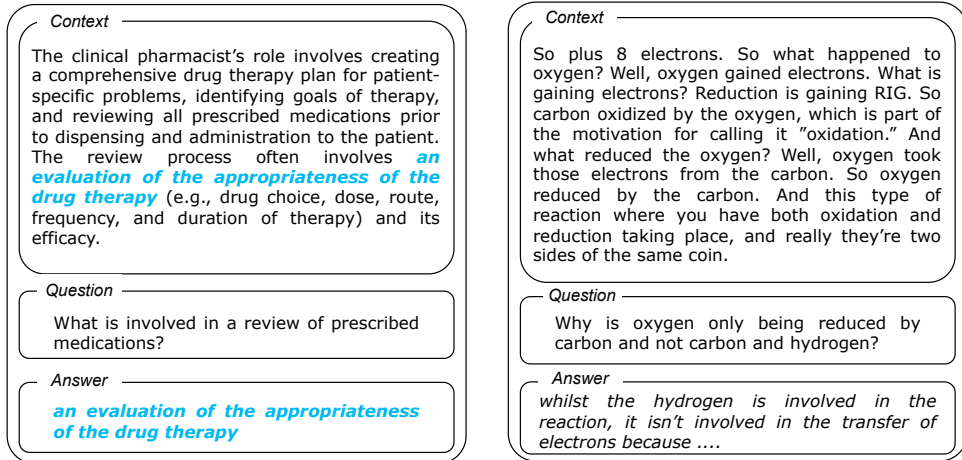 Context
The clinical pharmacist’s role involves creating
a comprehensive drug therapy plan for patient-
specific problems, identifying goals of therapy,
and reviewing all prescribed medications prior
to dispensing and administration to the patient.
The review process often involves an
evaluation of the appropriateness of the
drug therapy (e.g., drug choice, dose, route,
frequency, and duration of therapy) and its
efficacy.
Question
What is involved in a review of prescribed
medications?
Answer
an evaluation of the appropriateness
of the drug therapy
Context
So plus 8 electrons. So what happened to
oxygen? Well, oxygen gained electrons. What is
gaining electrons? Reduction is gaining RIG. So
carbon oxidized by the oxygen, which is part of
the motivation for calling it ”oxidation.” And
what reduced the oxygen? Well, oxygen took
those electrons from the carbon. So oxygen
reduced by the carbon. And this type of
reaction where you have both oxidation and
reduction taking place, and really they’re two
sides of the same coin.
Question
Why is oxygen only being reduced by
carbon and not carbon and hydrogen?
Answer
whilst the hydrogen is involved in the
reaction, it isn’t involved in the transfer of
electrons because ....